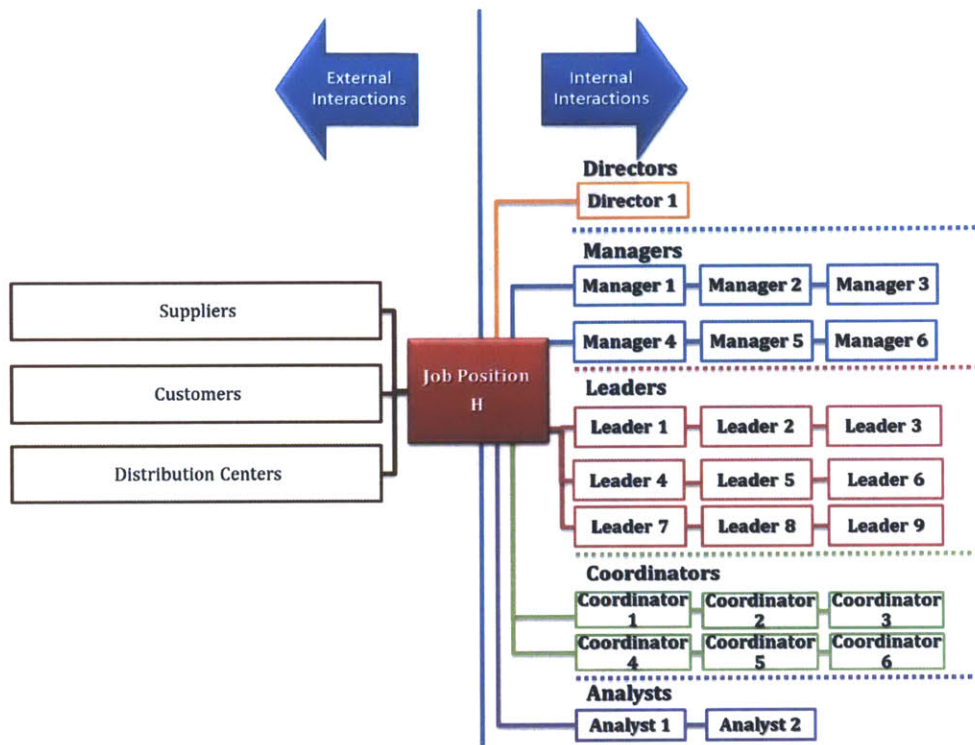 External
Interactions
Internal
Interactions
Directors
Director 1
Managers
Manager 1 Manager 2 Manager 3
Manager 4 Manager 5 Manager 6
Suppliers
Customers
Distribution Centers
Job Position
H
Leaders
Leader 1 Leader 2 Leader 3
Leader 4 Leader 5 Leader 6
Leader 7 Leader 8 Leader 9
Coordinators
Coordinator Coordinator Coordinator
1 2 3
Coordinator Coordinator Coordinator
4 5 6
Analysts
Analyst 1 Analyst 2